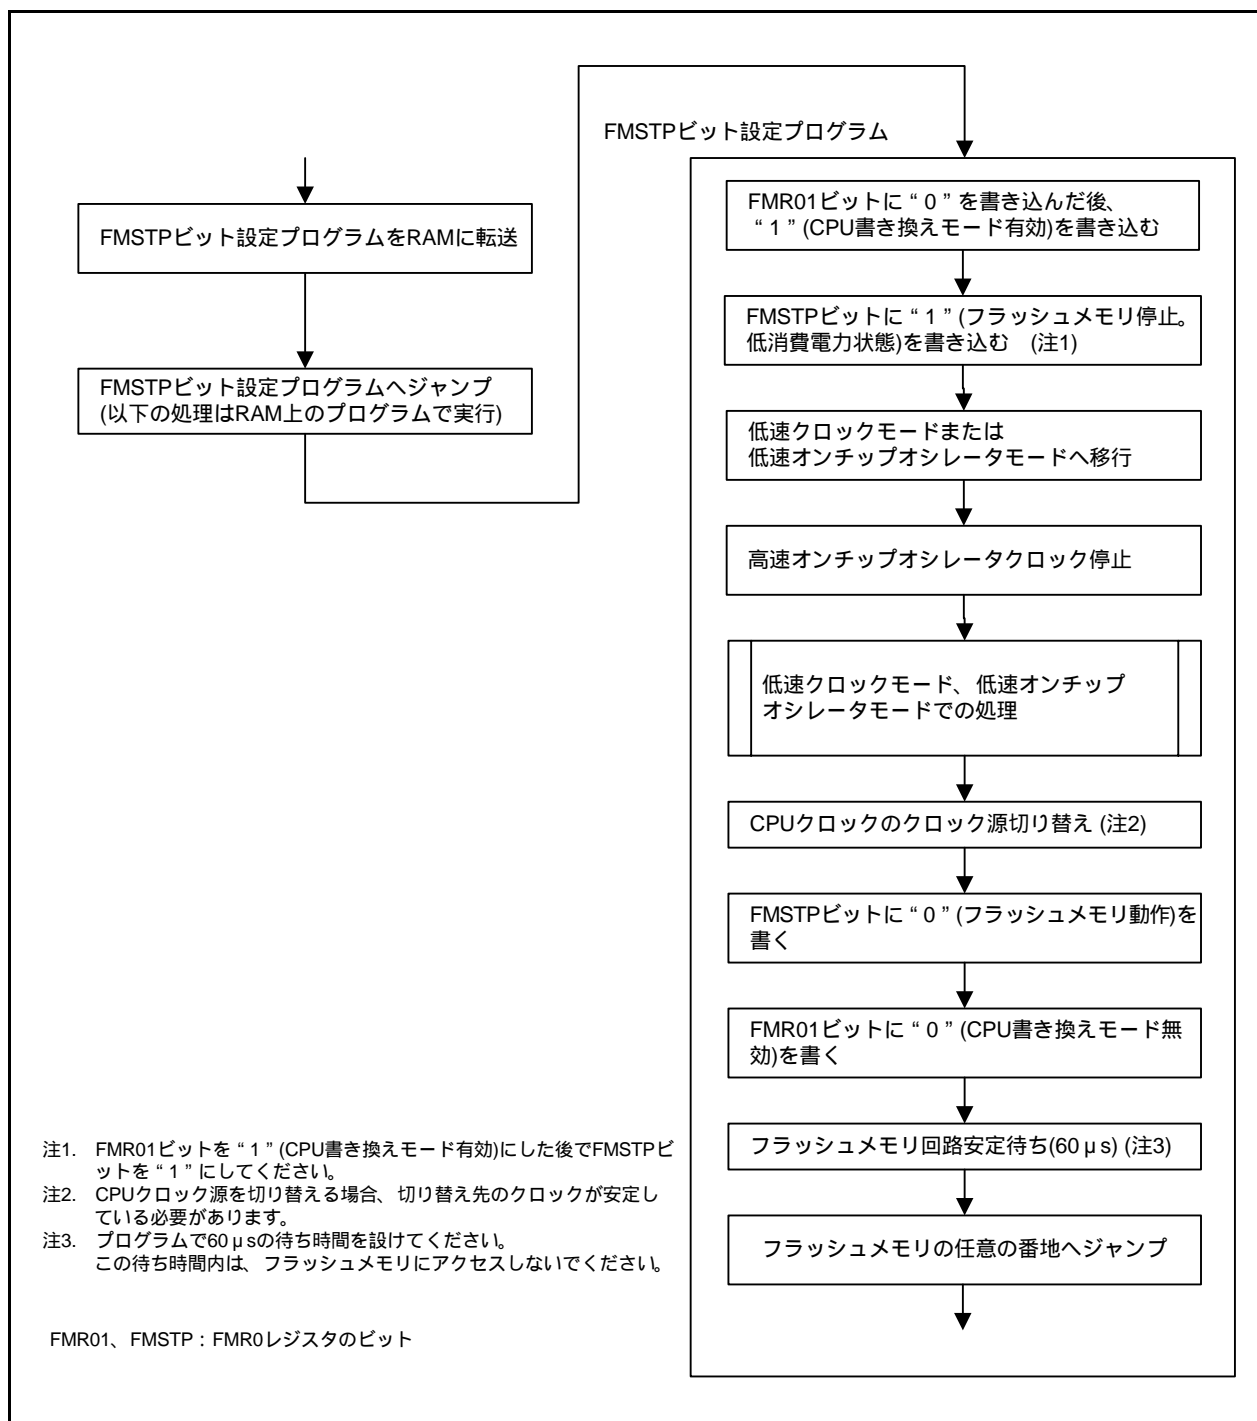 FMSTPビット設定プログラムをRAMに転送
FMSTPビット設定プログラムへジャンプ
(以下の処理はRAM上のプログラムで実行)
FMSTPビット設定プログラム
FMR01ビットに“0”を書き込んだ後、
“1”(CPU書き換えモード有効)を書き込む
FMSTPビットに“1”(フラッシュメモリ停止。
低消費電力状態)を書き込む (注1)
低速クロックモードまたは
低速オンチップオシレータモードへ移行
高速オンチップオシレータクロック停止
低速クロックモード、低速オンチップ
オシレータモードでの処理
CPUクロックのクロック源切り替え (注2)
FMSTPビットに“0”(フラッシュメモリ動作)を
書く
FMR01ビットに“0”(CPU書き換えモード無
効)を書く
フラッシュメモリ回路安定待ち(60μs) (注3)
フラッシュメモリの任意の番地へジャンプ
注1. FMR01ビットを“1”(CPU書き換えモード有効)にした後でFMSTPビ
ットを“1”にしてください。
注2. CPUクロック源を切り替える場合、切り替え先のクロックが安定し
ている必要があります。
注3. プログラムで60μsの待ち時間を設けてください。
この待ち時間内は、フラッシュメモリにアクセスしないでください。
FMR01、FMSTP：FMR0レジスタのビット